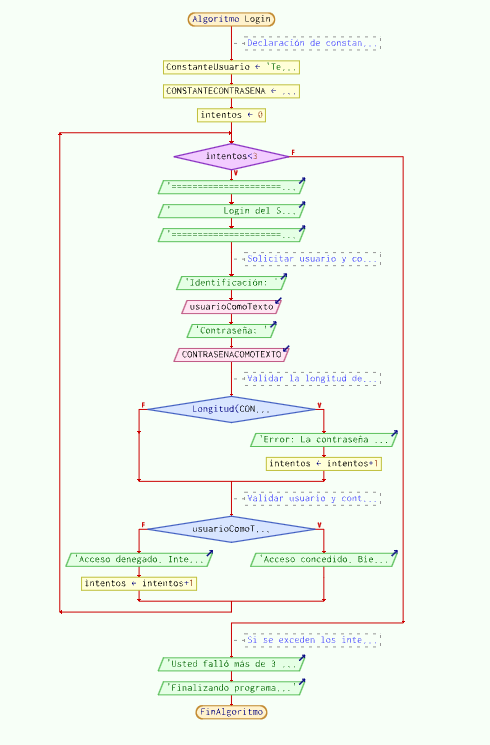 Algoritmo Login
Declaración de constan...
ConstanteUsuario ← 'Te...
CONSTANTECONTRASENA ← ...
intentos ← 0
intentos<3
F
V
'=====================...
'          Login del S...
'=====================...
Solicitar usuario y co...
'Identificación: '
usuarioComoTexto
'Contraseña: '
CONTRASENACOMOTEXTO
Validar la longitud de...
F
Longitud(CON...
V
'Error: La contraseña ...
intentos ← intentos+1
Validar usuario y cont...
F
usuarioComoT...
V
'Acceso denegado. Inte...
'Acceso concedido. Bie...
intentos ← intentos+1
Si se exceden los inte...
'Usted falló más de 3 ...
'Finalizando programa...'
FinAlgoritmo